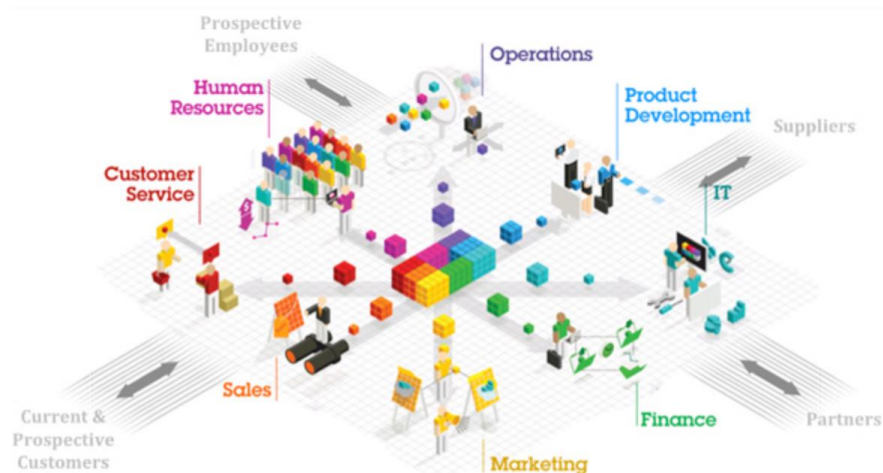 Prospective
Employees
Operations
Human
Resources
Product
Development
Suppliers
Customer
Service
IT
Sales
Current &
Prospective
Customers
Finance
Partners
Marketing